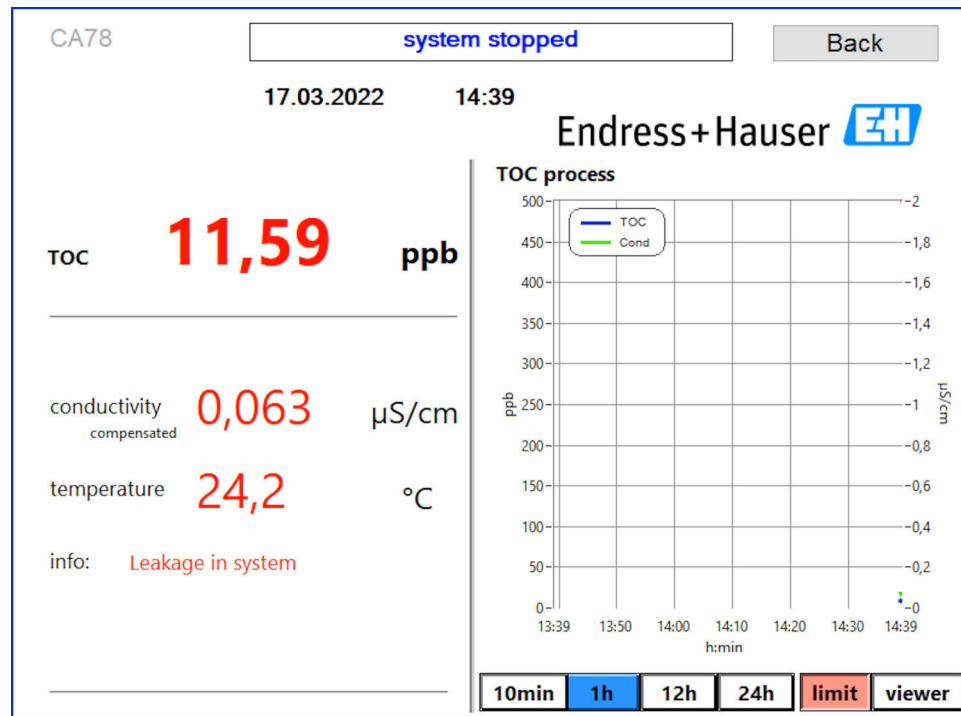 CA78
system stopped
Back
17.03.2022 14:39
Endress+Hauser EH
TOC 11,59 ppb
conductivity 0,063 µS/cm
compensated
temperature 24,2 °C
info: Leakage in system
TOC process
TOC
Cond
500
450
400
350
300
250
200
150
100
50
0
ppb
2
1,8
1,6
1,4
1,2
1
0,8
0,6
0,4
0,2
0
µS/cm
13:39 13:50 14:00 14:10 14:20 14:30 14:39
h:min
10min 1h 12h 24h limit viewer